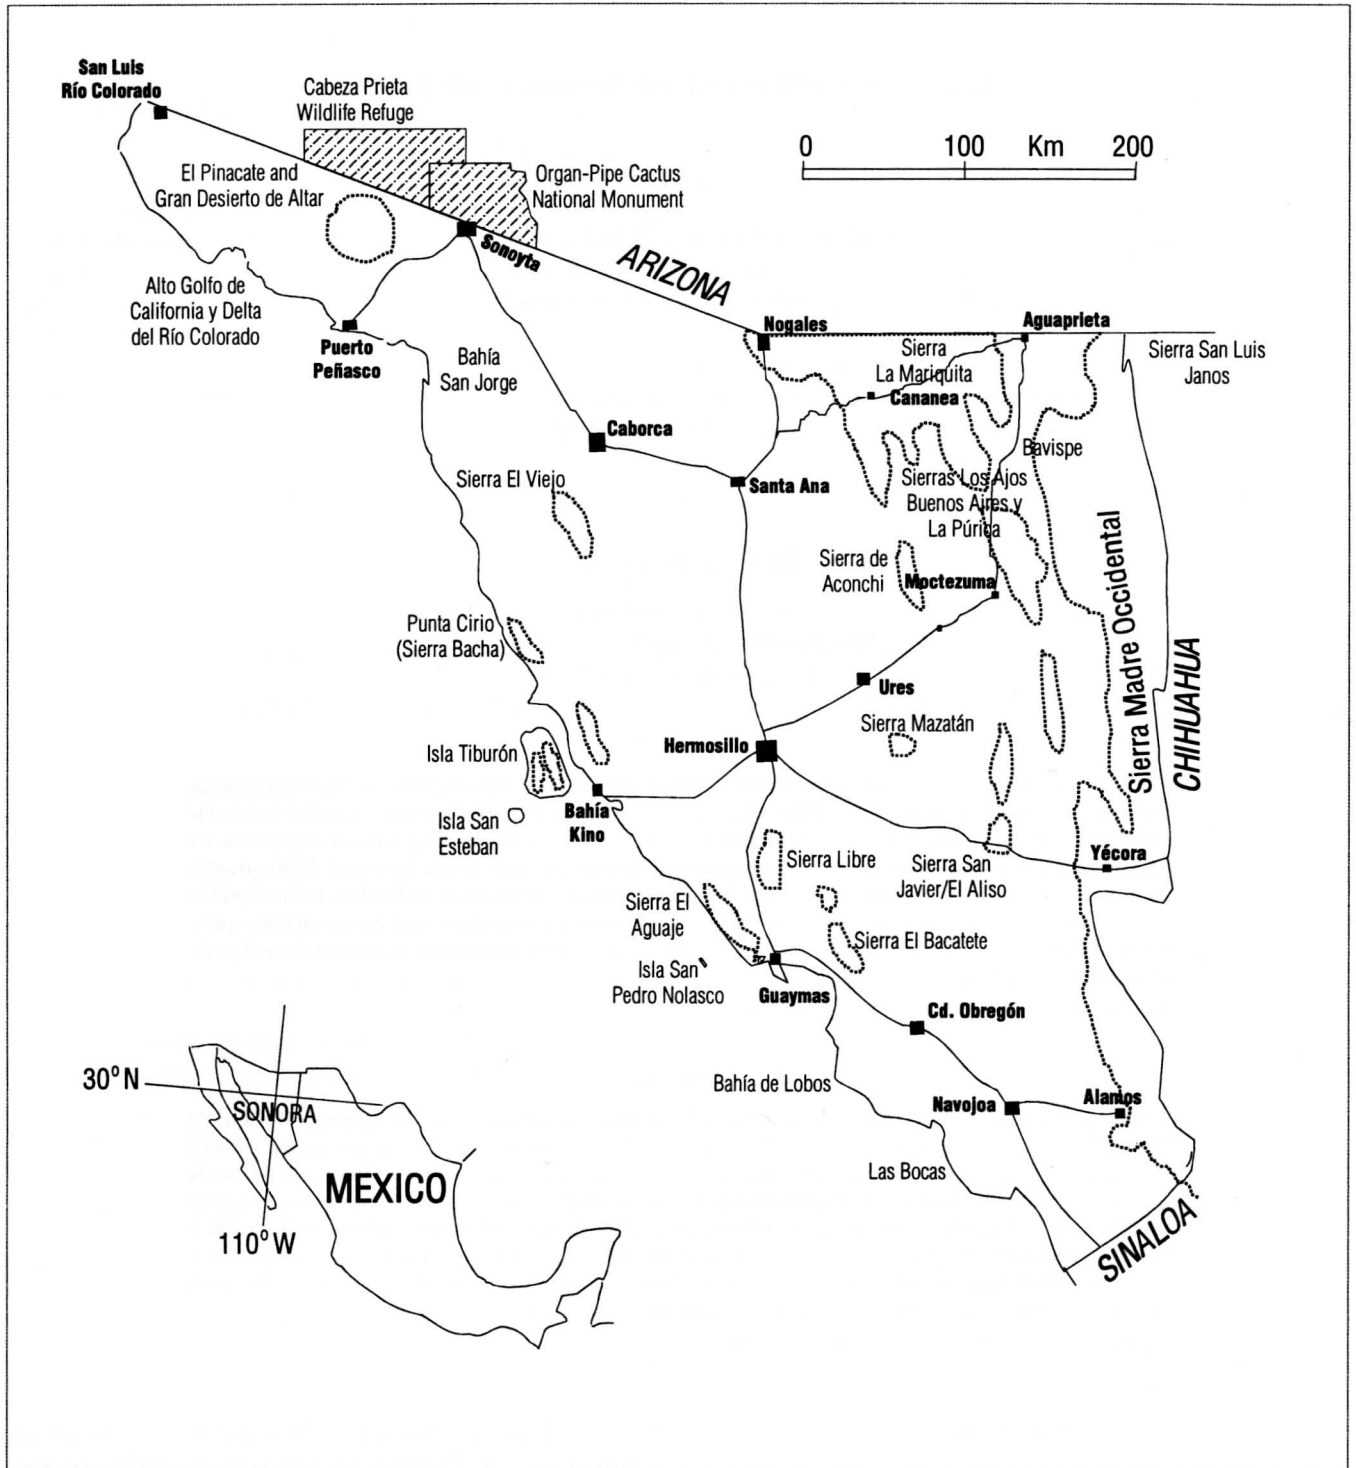 San Luis
Río Colorado
Cabeza Prieta
Wildlife Refuge
0 100 Km 200
El Pinacate and
Gran Desierto de Altar
Organ-Pipe Cactus
National Monument
Sonoyta
ARIZONA
Alto Golfo de
California y Delta
del Río Colorado
Puerto
Peñasco
Bahía
San Jorge
Nogales
Aguaprieta
Sierra
La Mariquita
Cananea
Sierra San Luis
Janos
Caborca
Bavispe
Sierra El Viejo
Santa Ana
Sierras Los Ajos
Buenos Aires y
La Púrica
Sierra de
Aconchi
Moctezuma
Sierra Madre Occidental
CHIHUAHUA
Punta Cirio
(Sierra Bacha)
Ures
Sierra Mazatán
Hermosillo
Isla Tiburón
Bahía
Kino
Isla San
Esteban
Sierra Libre
Sierra San
Javier/El Aliso
Yécora
Sierra El
Aguaje
Sierra El Bacatete
Isla San
Pedro Nolasco
Guaymas
Cd. Obregón
Bahía de Lobos
Navojoa
Alamos
Las Bocas
SINALOA
30° N
SONORA
MEXICO
110° W